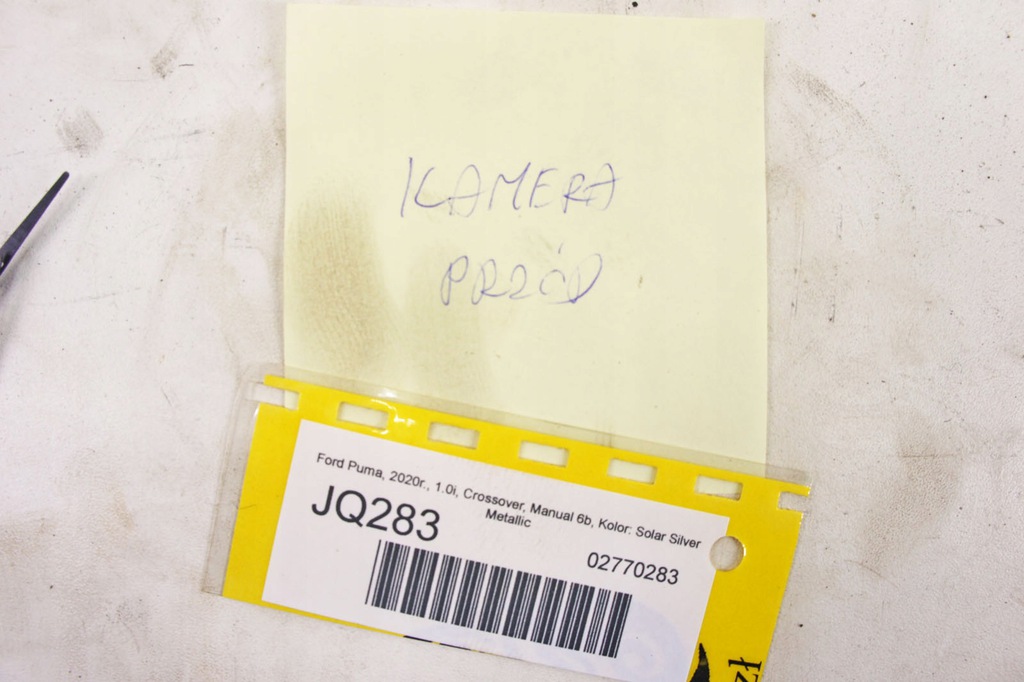 KAMERA
PRZÓD
Ford Puma, 2020r., 1.0i, Crossover, Manual 6b, Kolor: Solar Silver
Metallic
JQ283
02770283